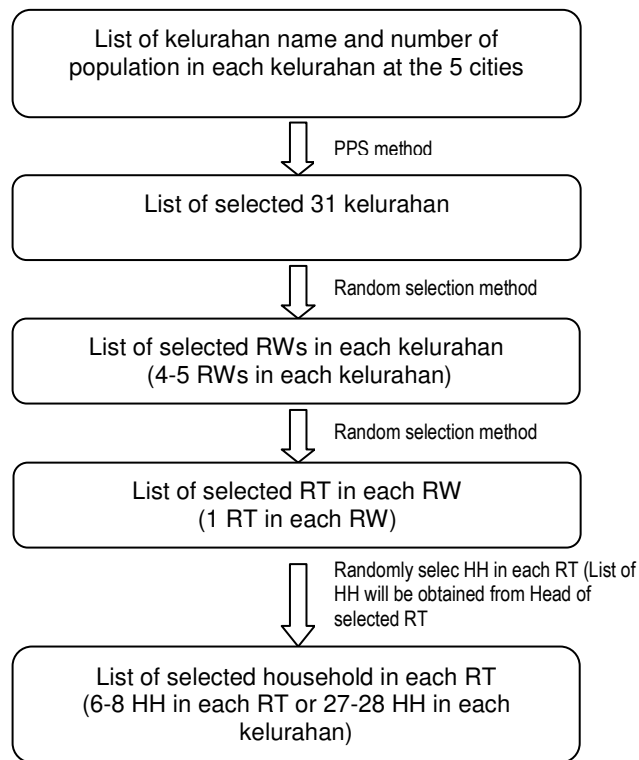 List of kelurahan name and number of
population in each kelurahan at the 5 cities
PPS method
List of selected 31 kelurahan
Random selection method
List of selected RWs in each kelurahan
(4-5 RWs in each kelurahan)
Random selection method
List of selected RT in each RW
(1 RT in each RW)
Randomly selec HH in each RT (List of
HH will be obtained from Head of
selected RT
List of selected household in each RT
(6-8 HH in each RT or 27-28 HH in each
kelurahan)